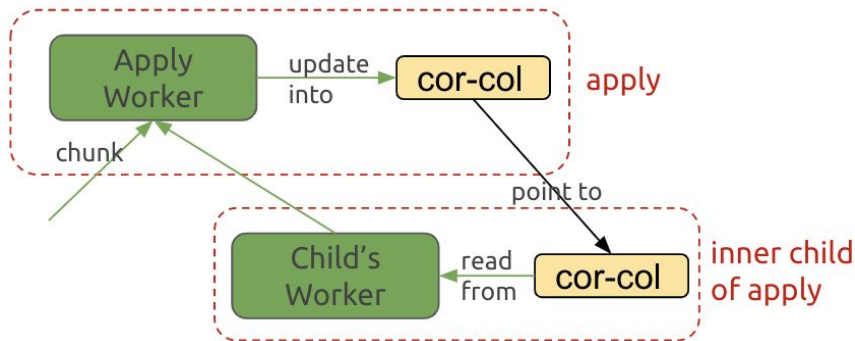 Apply
Worker
update
into
cor-col
apply
chunk
point to
Child's
Worker
read
from
cor-col
inner child
of apply